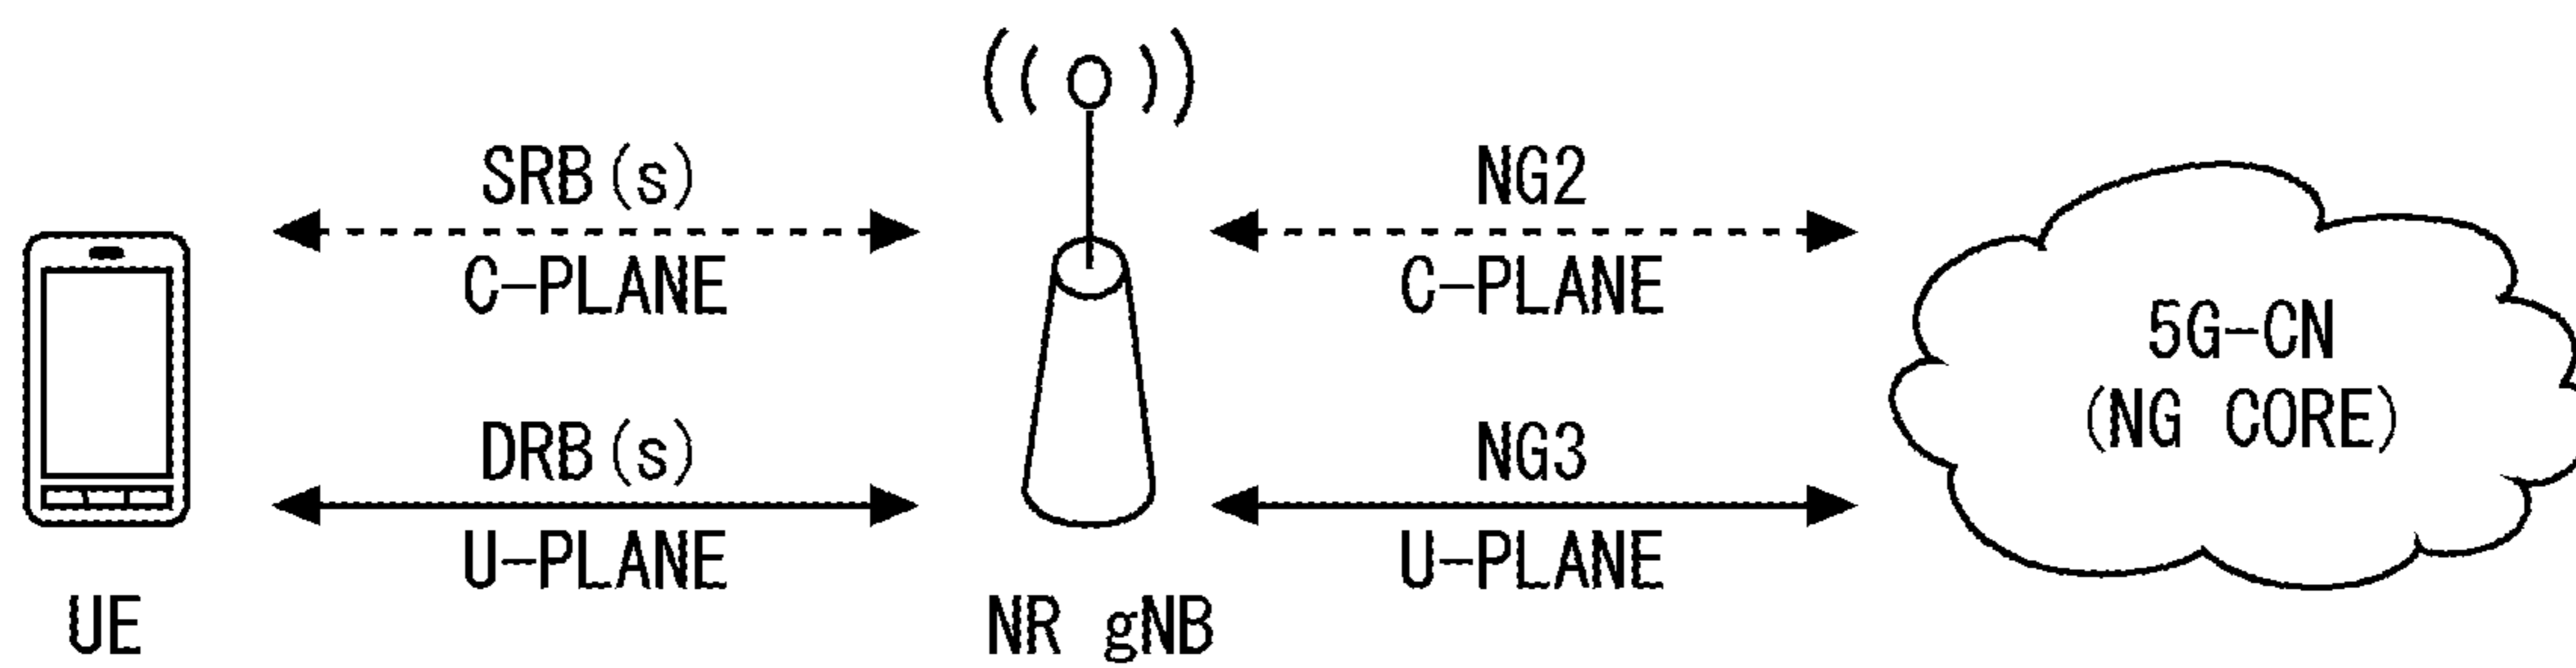 SRB(s)
C-PLANE
NG2
C-PLANE
5G-CN
(NG CORE)
DRB(s)
U-PLANE
NG3
U-PLANE
UE
NR gNB